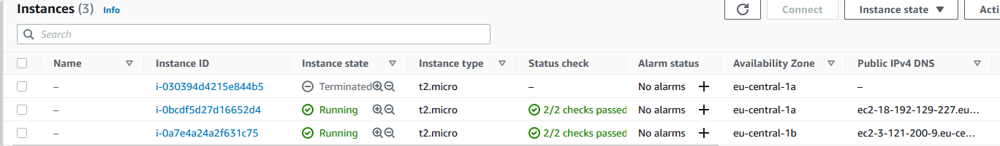 Instances (3) Info
Connect Instance state Acti
Search
Name Instance ID Instance state Instance type Status check Alarm status Availability Zone Public IPv4 DNS
– i-030394d4215e844b5 Terminated t2.micro – No alarms + eu-central-1a –
– i-0bcdf5d27d16652d4 Running t2.micro 2/2 checks passed No alarms + eu-central-1a ec2-18-192-129-227.eu...
– i-0a7e4a24a2f631c75 Running t2.micro 2/2 checks passed No alarms + eu-central-1b ec2-3-121-200-9.eu-ce...